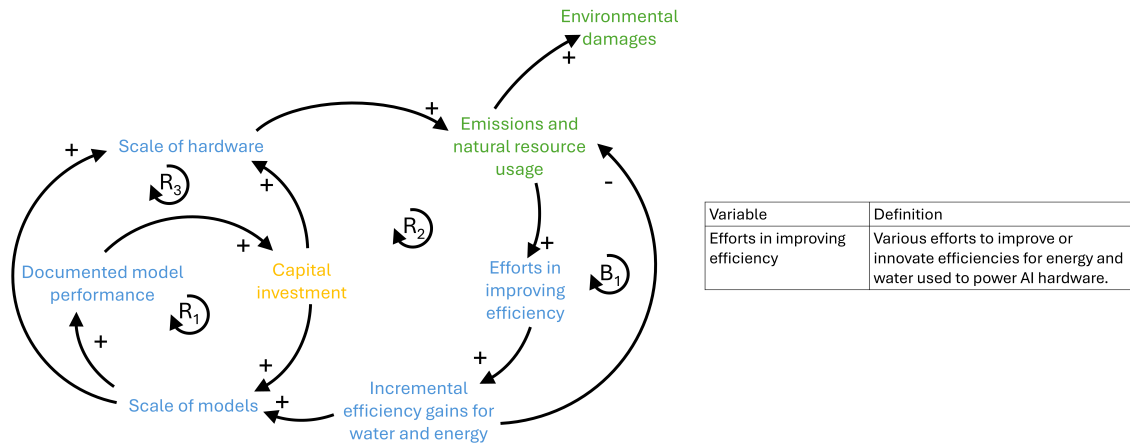 Environmental
damages
+
+
Emissions and
natural resource
usage
Scale of hardware
+
+
-
R3
R2
+
+
Documented model
performance
Capital
investment
Efforts in
improving
efficiency
B1
R1
+
+
+
Scale of models
+
Incremental
efficiency gains for
water and energy
Variable
Definition
Efforts in improving
efficiency
Various efforts to improve or
innovate efficiencies for energy and
water used to power AI hardware.